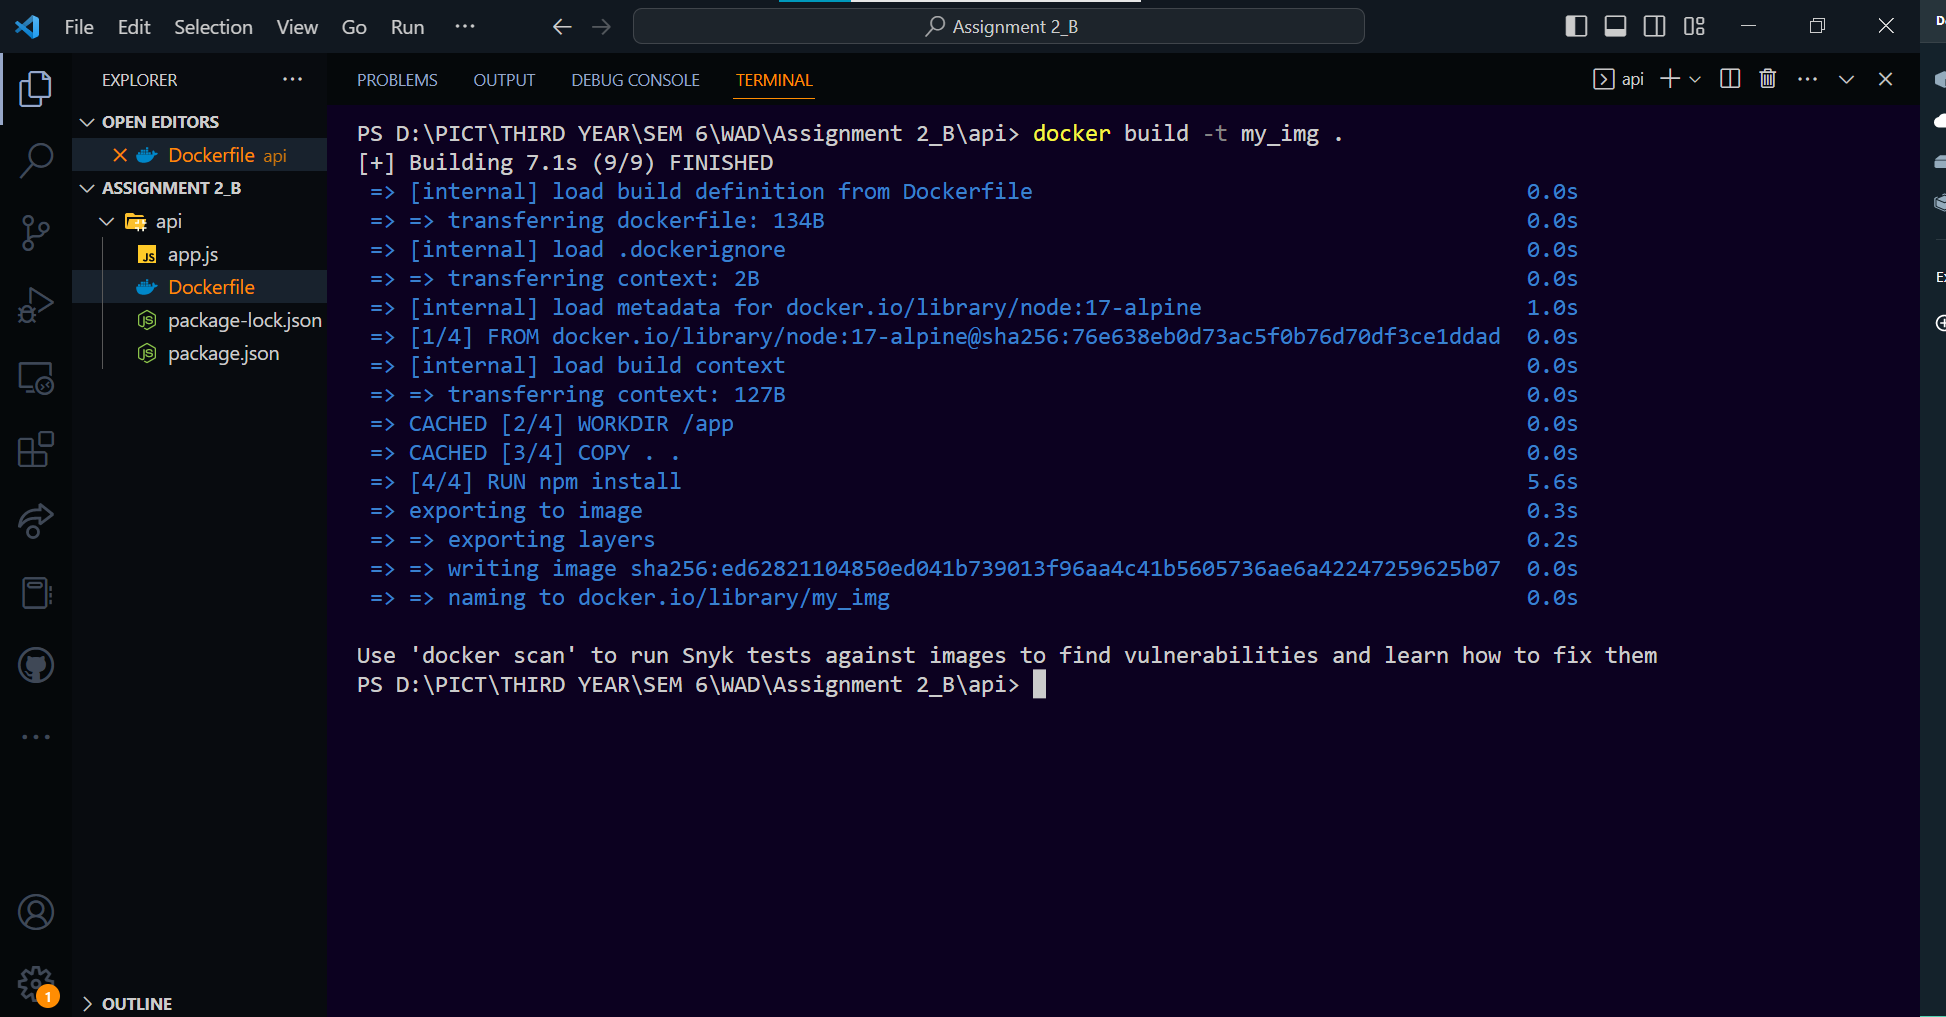 File Edit Selection View Go Run ···
Assignment 2_B
EXPLORER
OPEN EDITORS
Dockerfile api
ASSIGNMENT 2_B
api
JS app.js
Dockerfile
JS package-lock.json
JS package.json
OUTLINE
1
PROBLEMS OUTPUT DEBUG CONSOLE TERMINAL
api
PS D:\PICT\THIRD YEAR\SEM 6\WAD\Assignment 2_B\api> docker build -t my_img .
[+] Building 7.1s (9/9) FINISHED
=> [internal] load build definition from Dockerfile 0.0s
=> => transferring dockerfile: 134B 0.0s
=> [internal] load .dockerignore 0.0s
=> => transferring context: 2B 0.0s
=> [internal] load metadata for docker.io/library/node:17-alpine 1.0s
=> [1/4] FROM docker.io/library/node:17-alpine@sha256:76e638eb0d73ac5f0b76d70df3ce1ddad 0.0s
=> [internal] load build context 0.0s
=> => transferring context: 127B 0.0s
=> CACHED [2/4] WORKDIR /app 0.0s
=> CACHED [3/4] COPY . . 0.0s
=> [4/4] RUN npm install 5.6s
=> exporting to image 0.3s
=> => exporting layers 0.2s
=> => writing image sha256:ed62821104850ed041b739013f96aa4c41b5605736ae6a42247259625b07 0.0s
=> => naming to docker.io/library/my_img 0.0s
Use 'docker scan' to run Snyk tests against images to find vulnerabilities and learn how to fix them
PS D:\PICT\THIRD YEAR\SEM 6\WAD\Assignment 2_B\api>